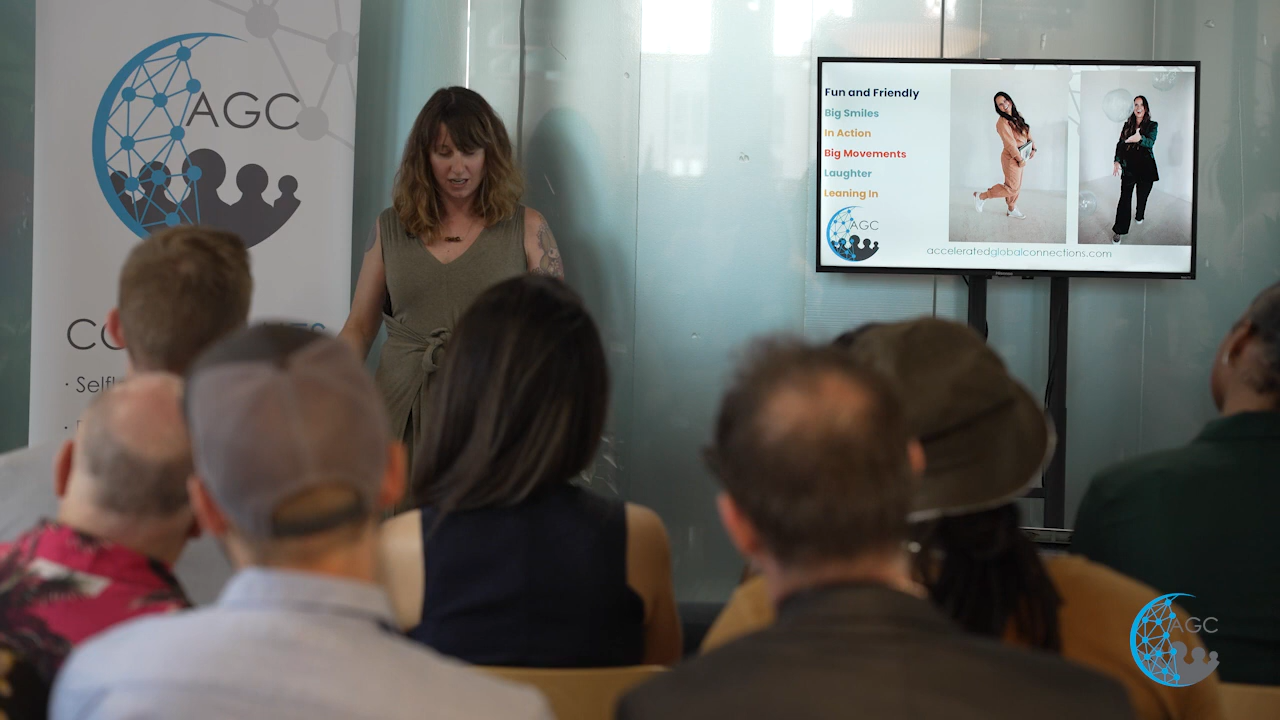 AGC
CO
· Selfl
Fun and Friendly
Big Smiles
In Action
Big Movements
Laughter
Leaning In
AGC
acceleratedglobalconnections.com
AGC